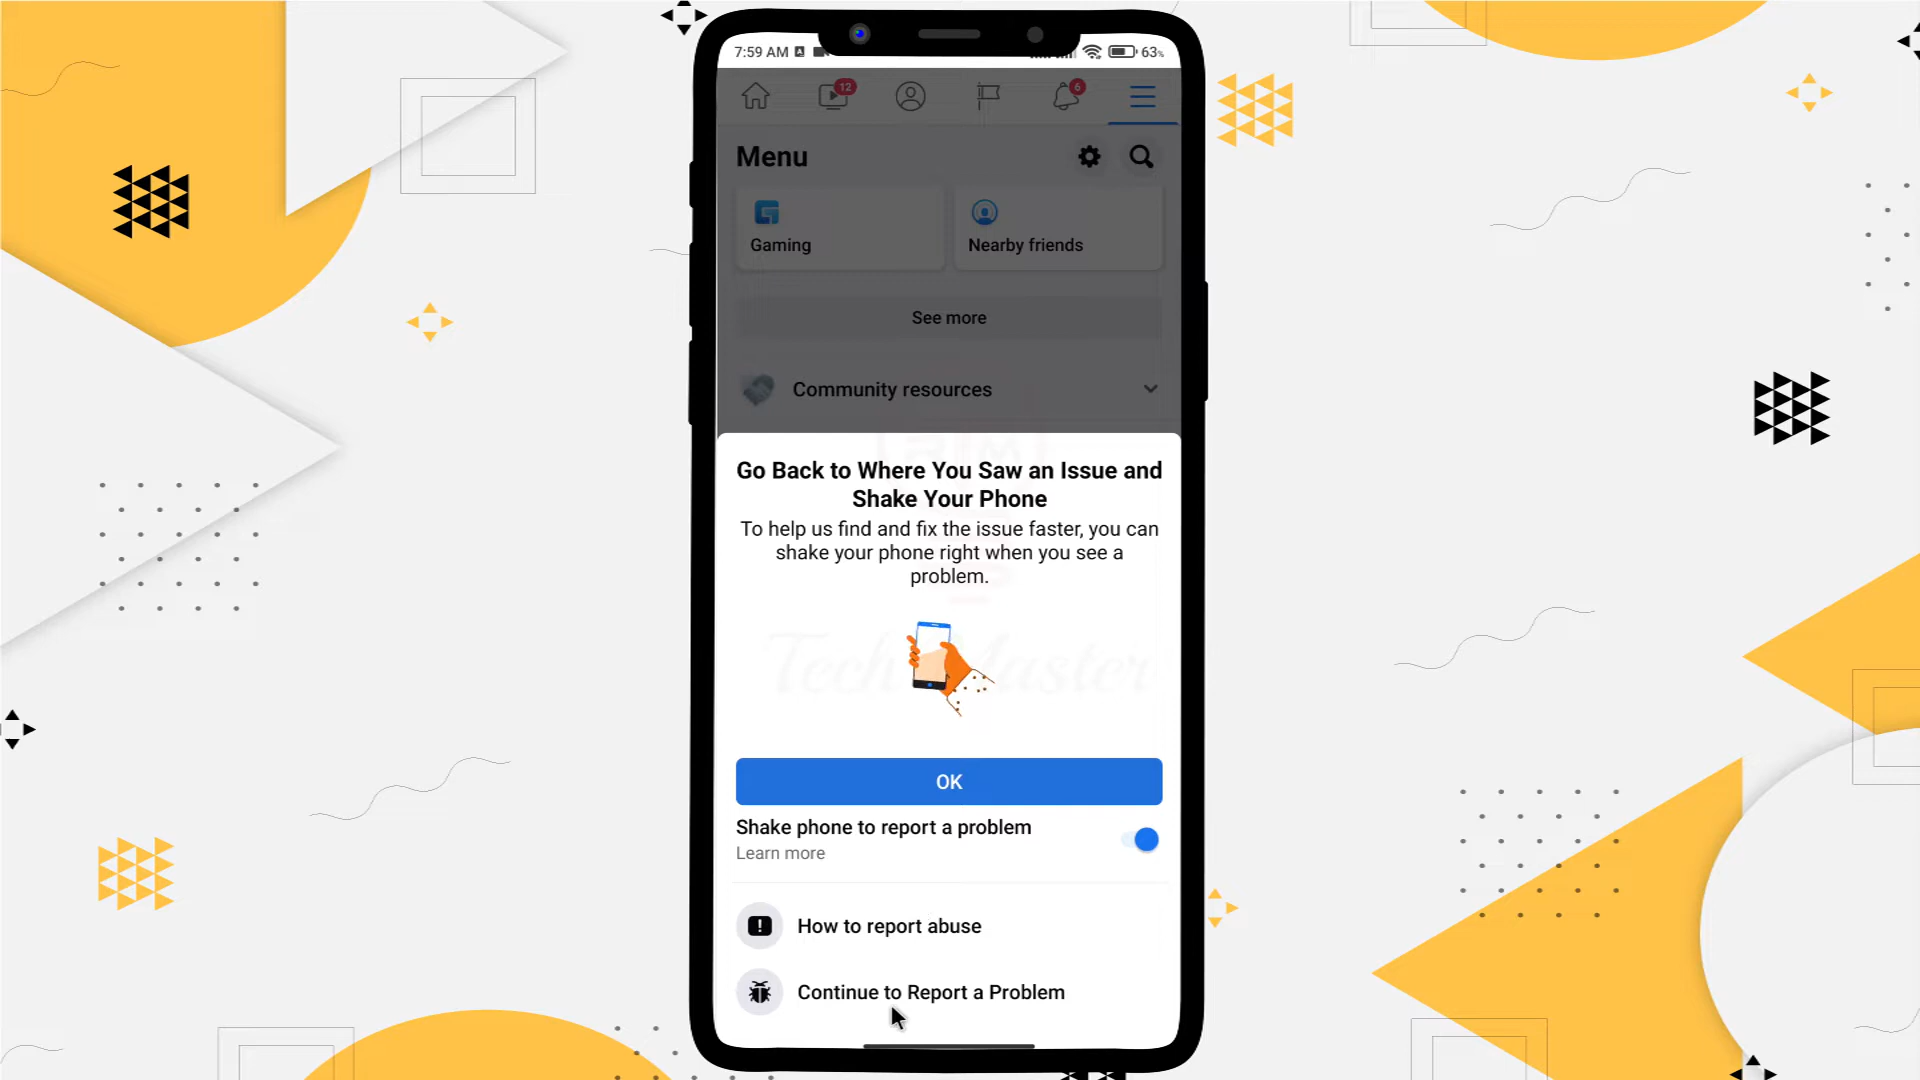 7:59 AM
63%
12
6
Menu
Gaming
Nearby friends
See more
Community resources
Go Back to Where You Saw an Issue and
Shake Your Phone
To help us find and fix the issue faster, you can
shake your phone right when you see a
problem.
Tech Master
OK
Shake phone to report a problem
Learn more
How to report abuse
Continue to Report a Problem